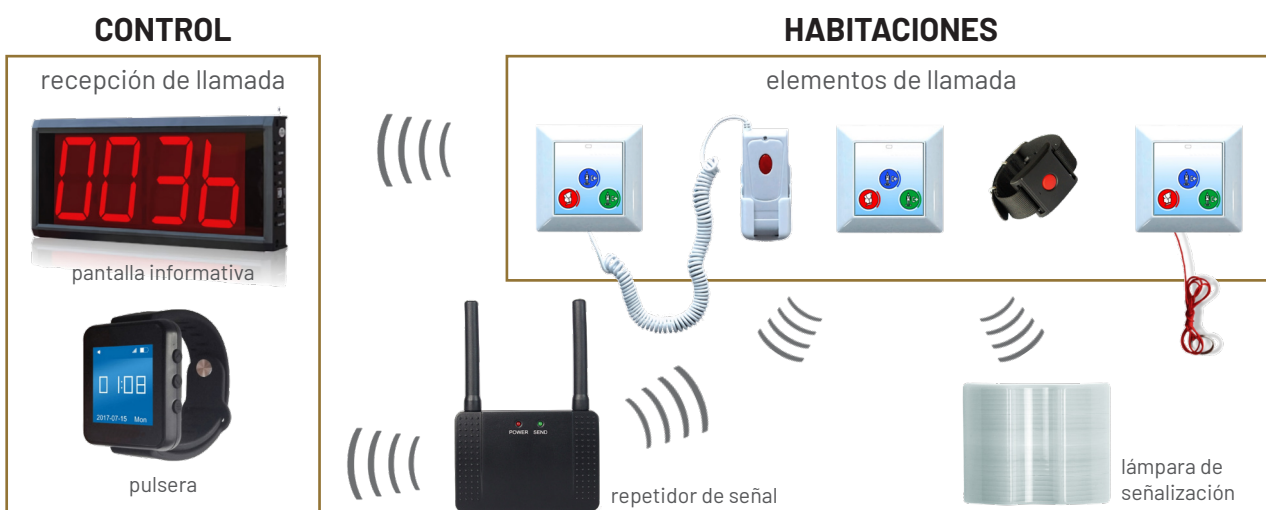 CONTROL
HABITACIONES
recepción de llamada
elementos de llamada
0036
pantalla informativa
01:08
2017-07-15 Mon
pulsera
POWER SEND
repetidor de señal
lámpara de
señalización